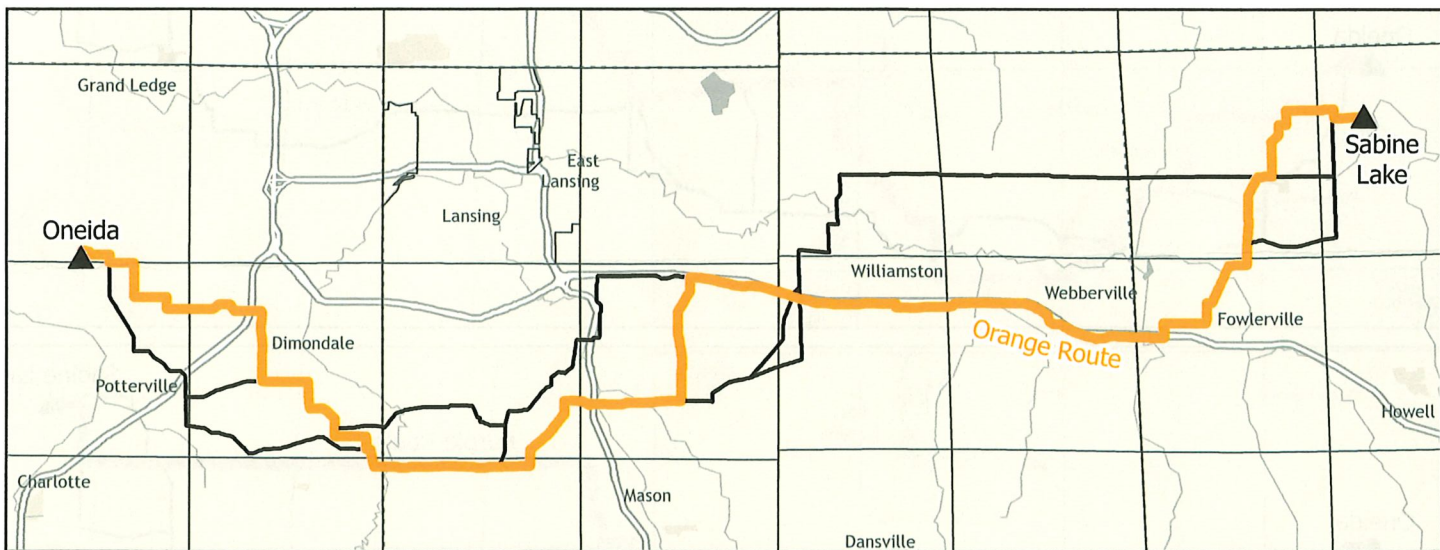 Grand Ledge
East
Lansing
Lansing
Sabine
Lake
Oneida
Williamston
Webberville
Fowlerville
Orange Route
Dimondale
Potterville
Howell
Charlotte
Mason
Dansville